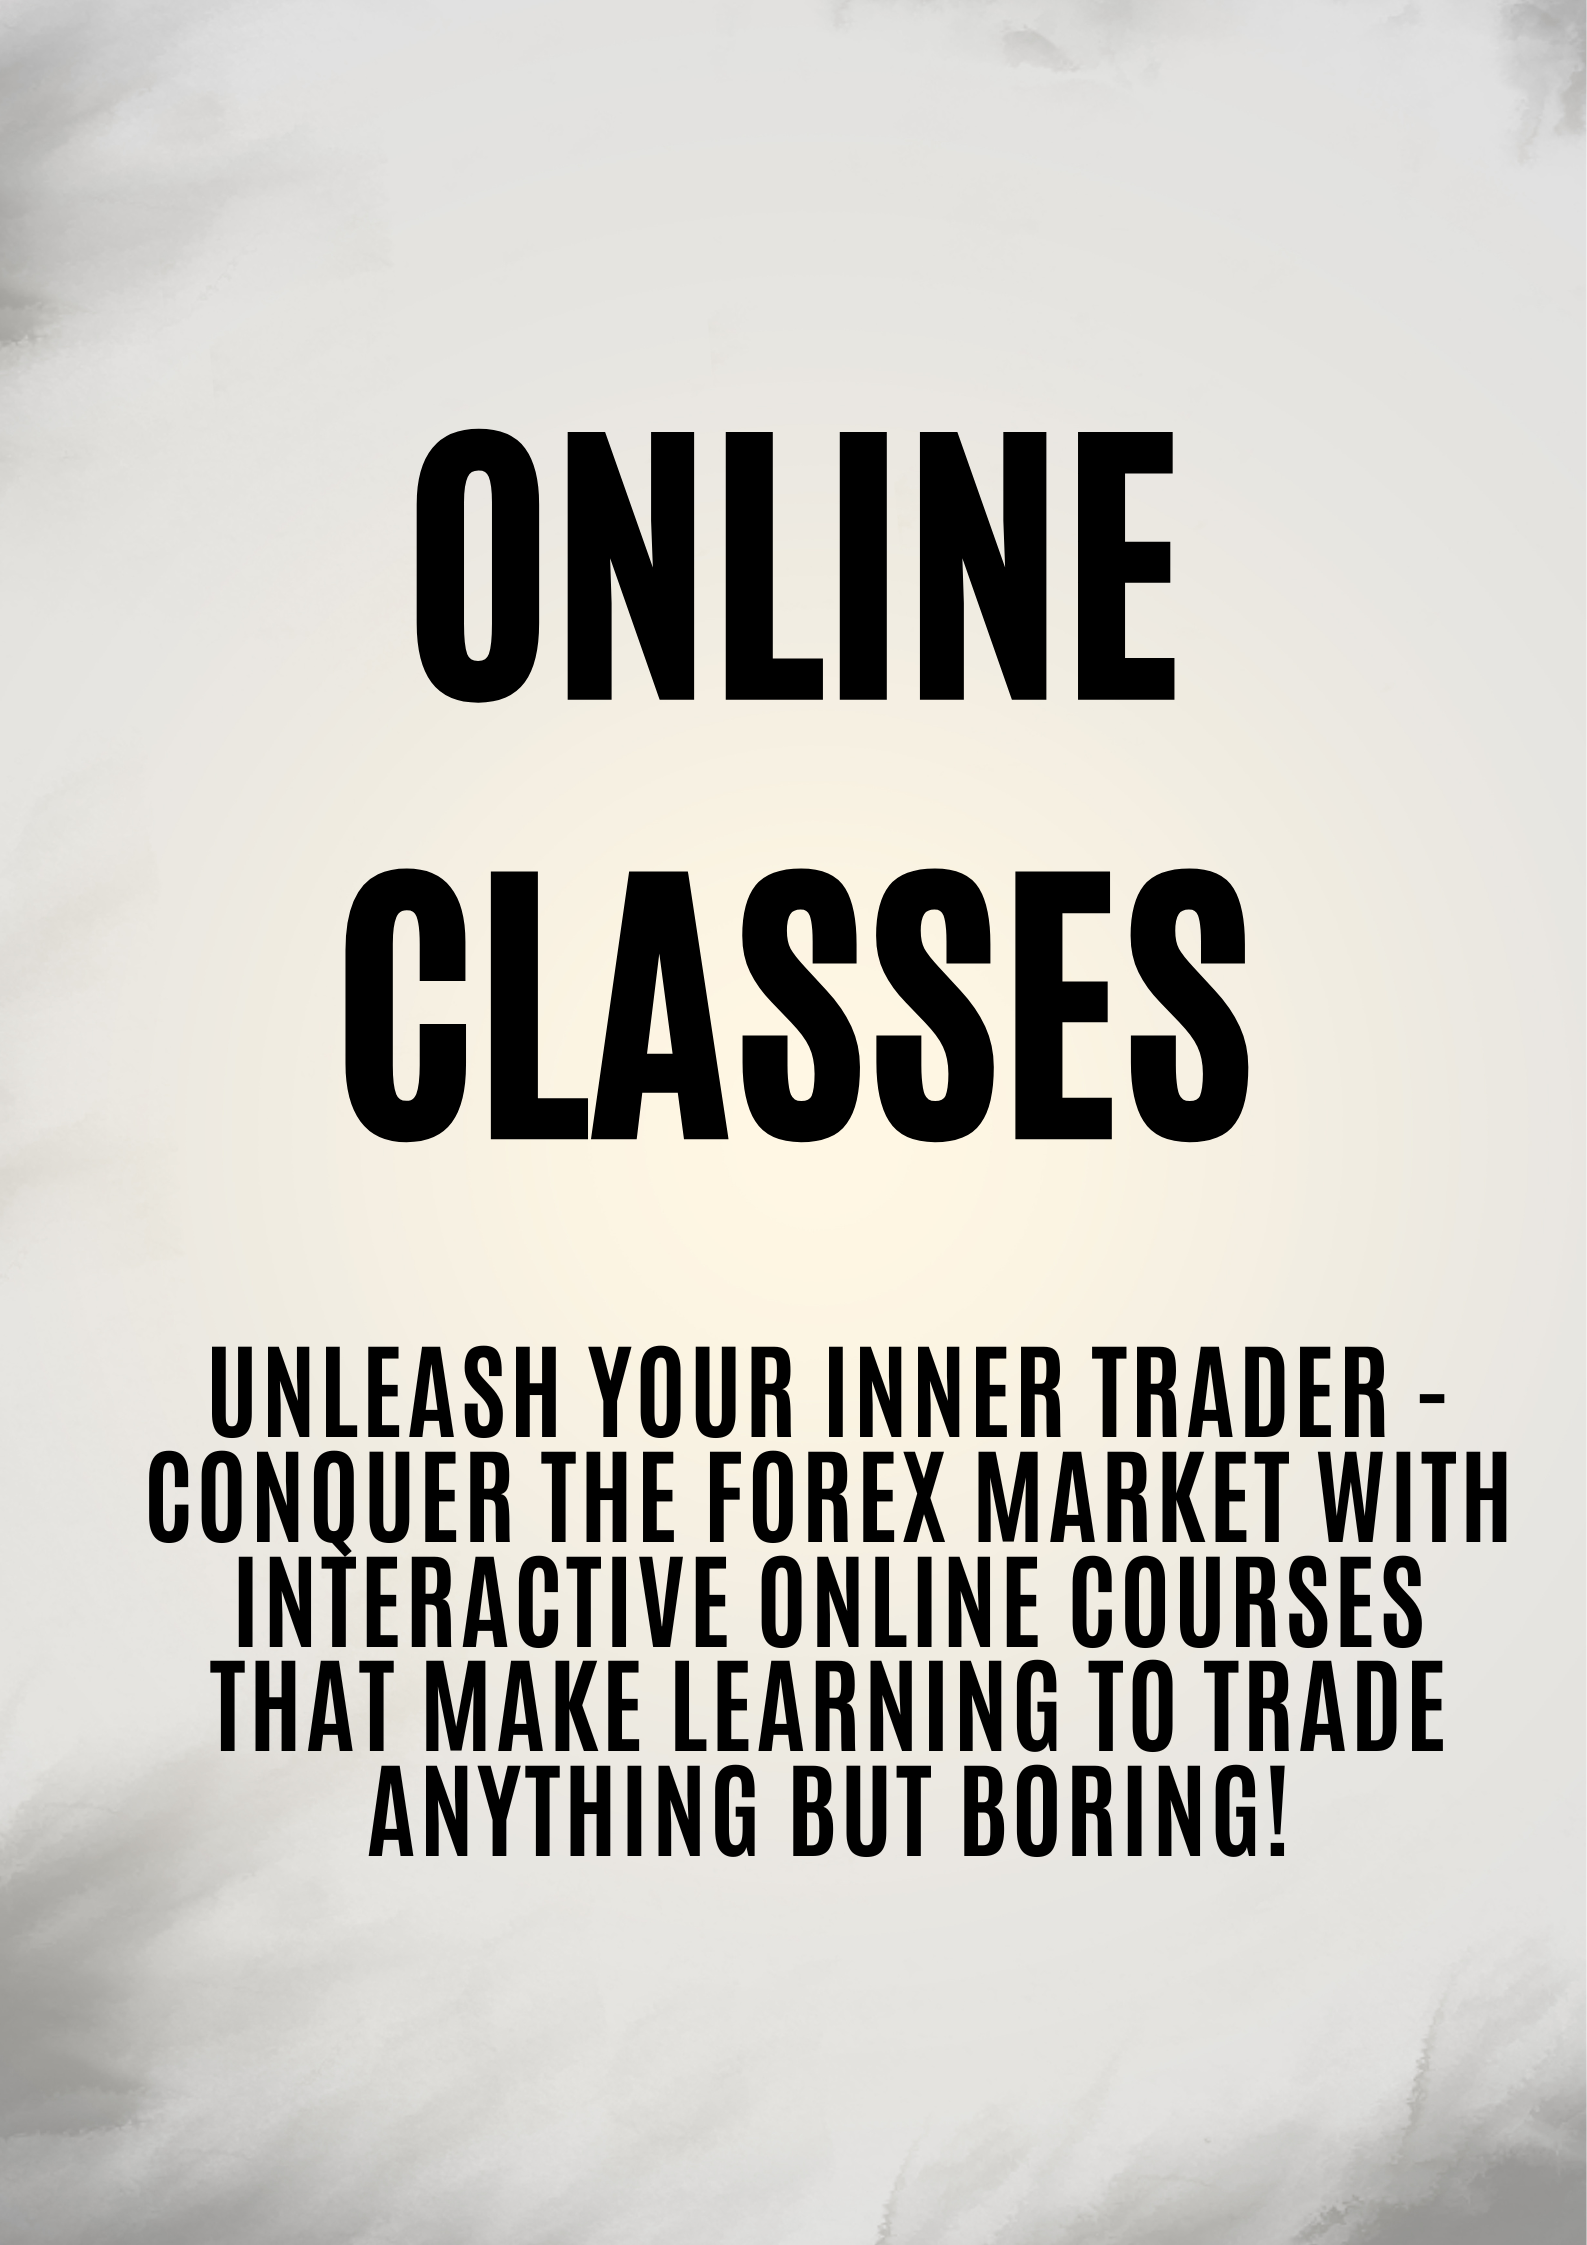 ONLINE
CLASSES
UNLEASH YOUR INNER TRADER -
CONQUER THE FOREX MARKET WITH
INTERACTIVE ONLINE COURSES
THAT MAKE LEARNING TO TRADE
ANYTHING BUT BORING!